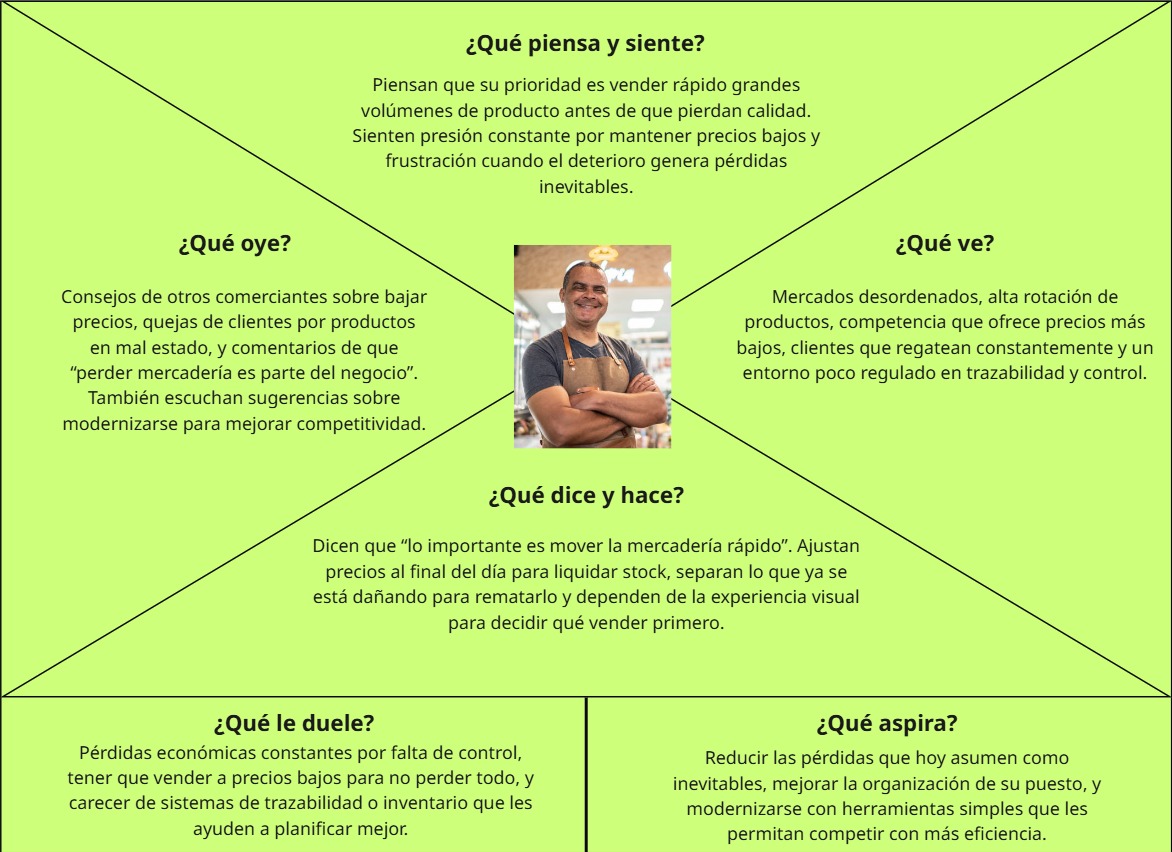 ¿Qué piensa y siente?
Piensan que su prioridad es vender rápido grandes
volúmenes de producto antes de que pierdan calidad.
Sienten presión constante por mantener precios bajos y
frustración cuando el deterioro genera pérdidas
inevitables.
¿Qué oye?
Consejos de otros comerciantes sobre bajar
precios, quejas de clientes por productos
en mal estado, y comentarios de que
“perder mercadería es parte del negocio”.
También escuchan sugerencias sobre
modernizarse para mejorar competitividad.
¿Qué ve?
Mercados desordenados, alta rotación de
productos, competencia que ofrece precios más
bajos, clientes que regatean constantemente y un
entorno poco regulado en trazabilidad y control.
¿Qué dice y hace?
Dicen que “lo importante es mover la mercadería rápido”. Ajustan
precios al final del día para liquidar stock, separan lo que ya se
está dañando para rematarlo y dependen de la experiencia visual
para decidir qué vender primero.
¿Qué le duele?
Pérdidas económicas constantes por falta de control,
tener que vender a precios bajos para no perder todo, y
carecer de sistemas de trazabilidad o inventario que les
ayuden a planificar mejor.
¿Qué aspira?
Reducir las pérdidas que hoy asumen como
inevitables, mejorar la organización de su puesto, y
modernizarse con herramientas simples que les
permitan competir con más eficiencia.